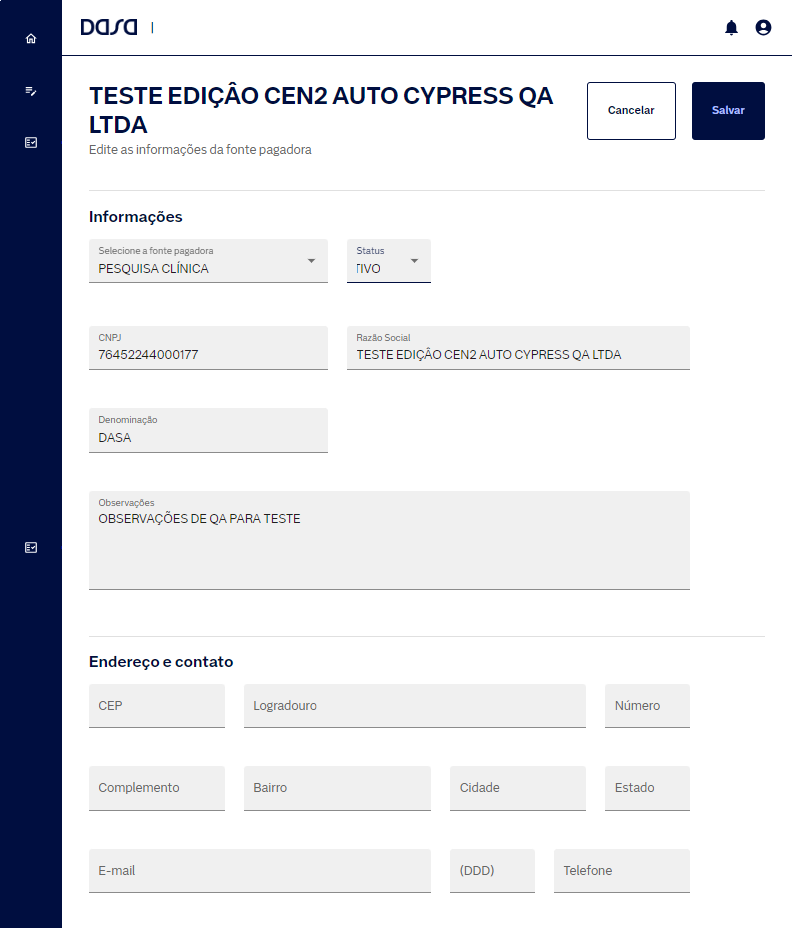 DASA |
TESTE EDIÇÂO CEN2 AUTO CYPRESS QA
LTDA
Edite as informações da fonte pagadora
Cancelar
Salvar
Informações
Selecione a fonte pagadora
PESQUISA CLÍNICA
Status
TIVO
CNPJ
76452244000177
Razão Social
TESTE EDIÇÂO CEN2 AUTO CYPRESS QA LTDA
Denominação
DASA
Observações
OBSERVAÇÕES DE QA PARA TESTE
Endereço e contato
CEP
Logradouro
Número
Complemento
Bairro
Cidade
Estado
E-mail
(DDD)
Telefone